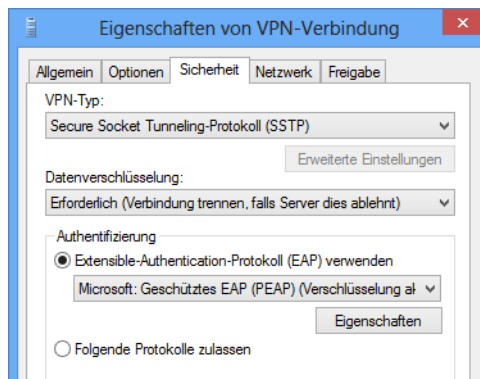 Eigenschaften von VPN-Verbindung
Allgemein Optionen Sicherheit Netzwerk Freigabe
VPN-Typ:
Secure Socket Tunneling-Protokoll (SSTP)
Erweiterte Einstellungen
Datenverschlüsselung:
Erforderlich (Verbindung trennen, falls Server dies ablehnt)
Authentifizierung
Extensible-Authentication-Protokoll (EAP) verwenden
Microsoft: Geschütztes EAP (PEAP) (Verschlüsselung
Eigenschaften
Folgende Protokolle zulassen